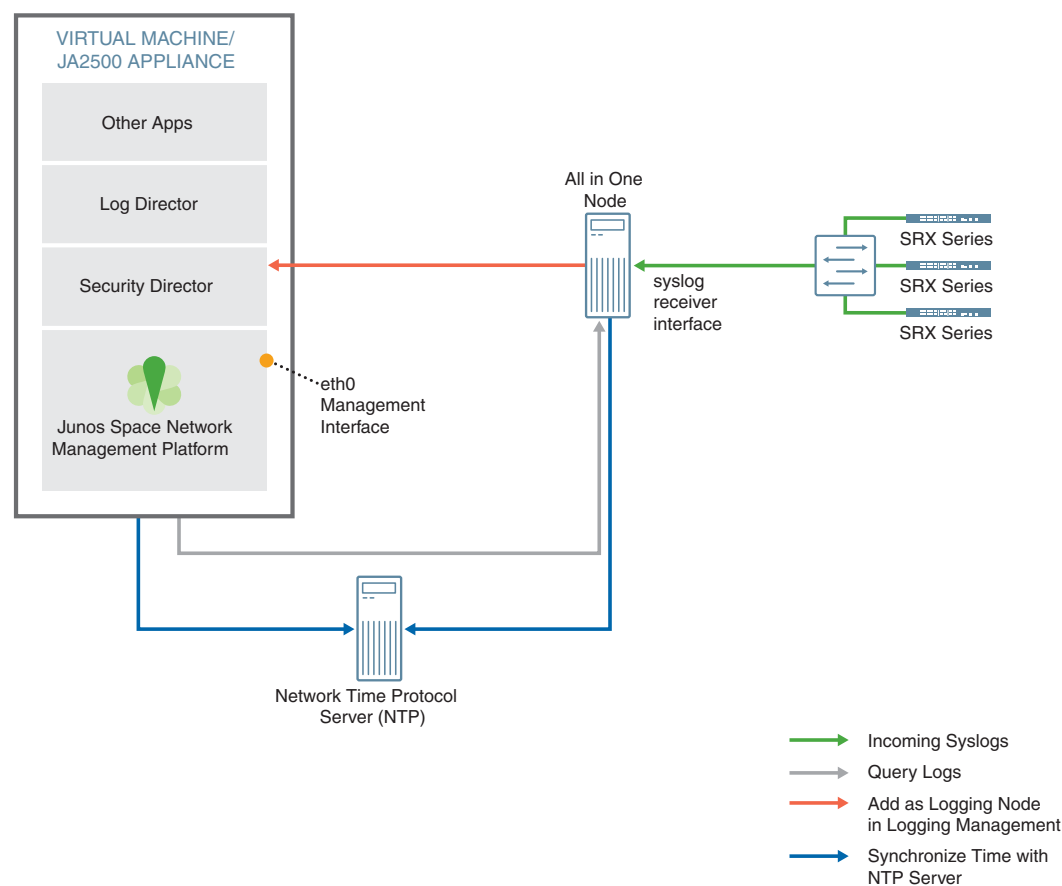 VIRTUAL MACHINE/
JA2500 APPLIANCE
Other Apps
Log Director
Security Director
Junos Space Network
Management Platform
eth0
Management
Interface
All in One
Node
syslog
receiver
interface
SRX Series
SRX Series
SRX Series
Network Time Protocol
Server (NTP)
Incoming Syslogs
Query Logs
Add as Logging Node
in Logging Management
Synchronize Time with
NTP Server